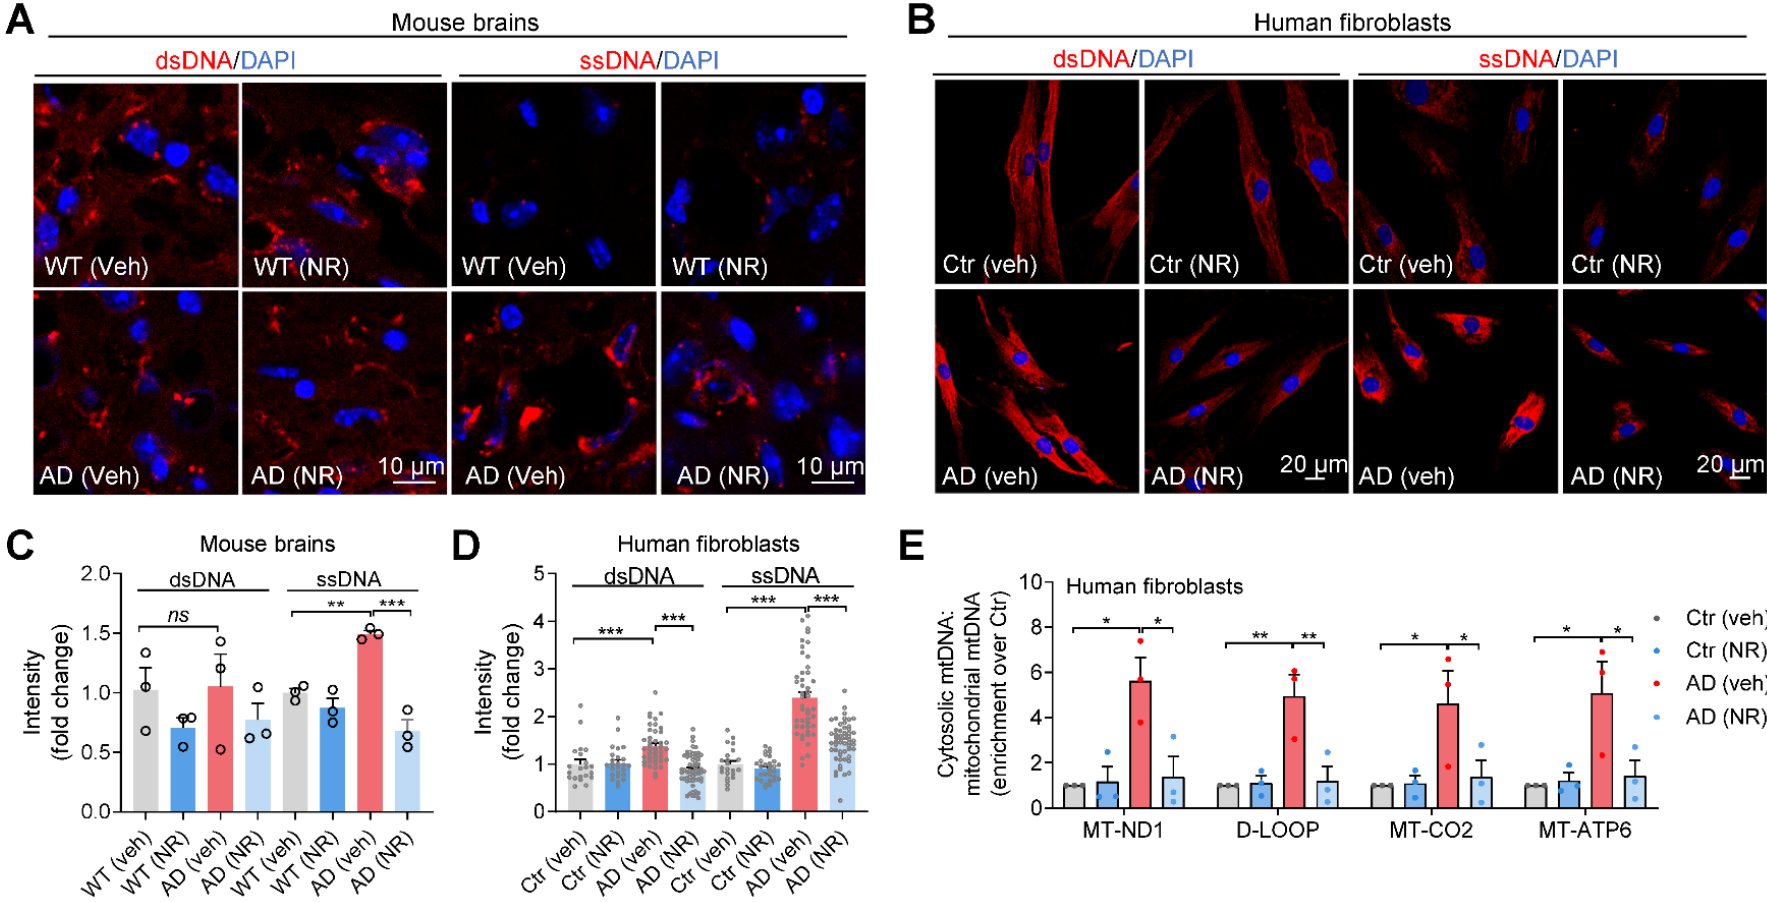 A
Mouse brains
dsDNA/DAPI
ssDNA/DAPI
WT (Veh)
WT (NR)
WT (Veh)
WT (NR)
AD (Veh)
AD (NR)
10 µm
AD (Veh)
AD (NR)
10 µm
B
Human fibroblasts
dsDNA/DAPI
ssDNA/DAPI
Ctr (veh)
Ctr (NR)
Ctr (veh)
Ctr (NR)
AD (veh)
AD (NR)
20 µm
AD (veh)
AD (NR)
20 µm
C
Mouse brains
Intensity
(fold change)
2.0
1.5
1.0
0.5
0.0
dsDNA
ssDNA
ns
**
***
WT (veh)
WT (NR)
AD (veh)
AD (NR)
WT (veh)
WT (NR)
AD (veh)
AD (NR)
D
Human fibroblasts
Intensity
(fold change)
5
4
3
2
1
0
dsDNA
ssDNA
***
***
***
***
Ctr (veh)
Ctr (NR)
AD (veh)
AD (NR)
Ctr (veh)
Ctr (NR)
AD (veh)
AD (NR)
E
Human fibroblasts
Cytosolic mtDNA:
mitochondrial mtDNA
(enrichment over Ctr)
10
8
6
4
2
0
*
*
**
**
*
*
*
*
MT-ND1
D-LOOP
MT-CO2
MT-ATP6
Ctr (veh)
Ctr (NR)
AD (veh)
AD (NR)